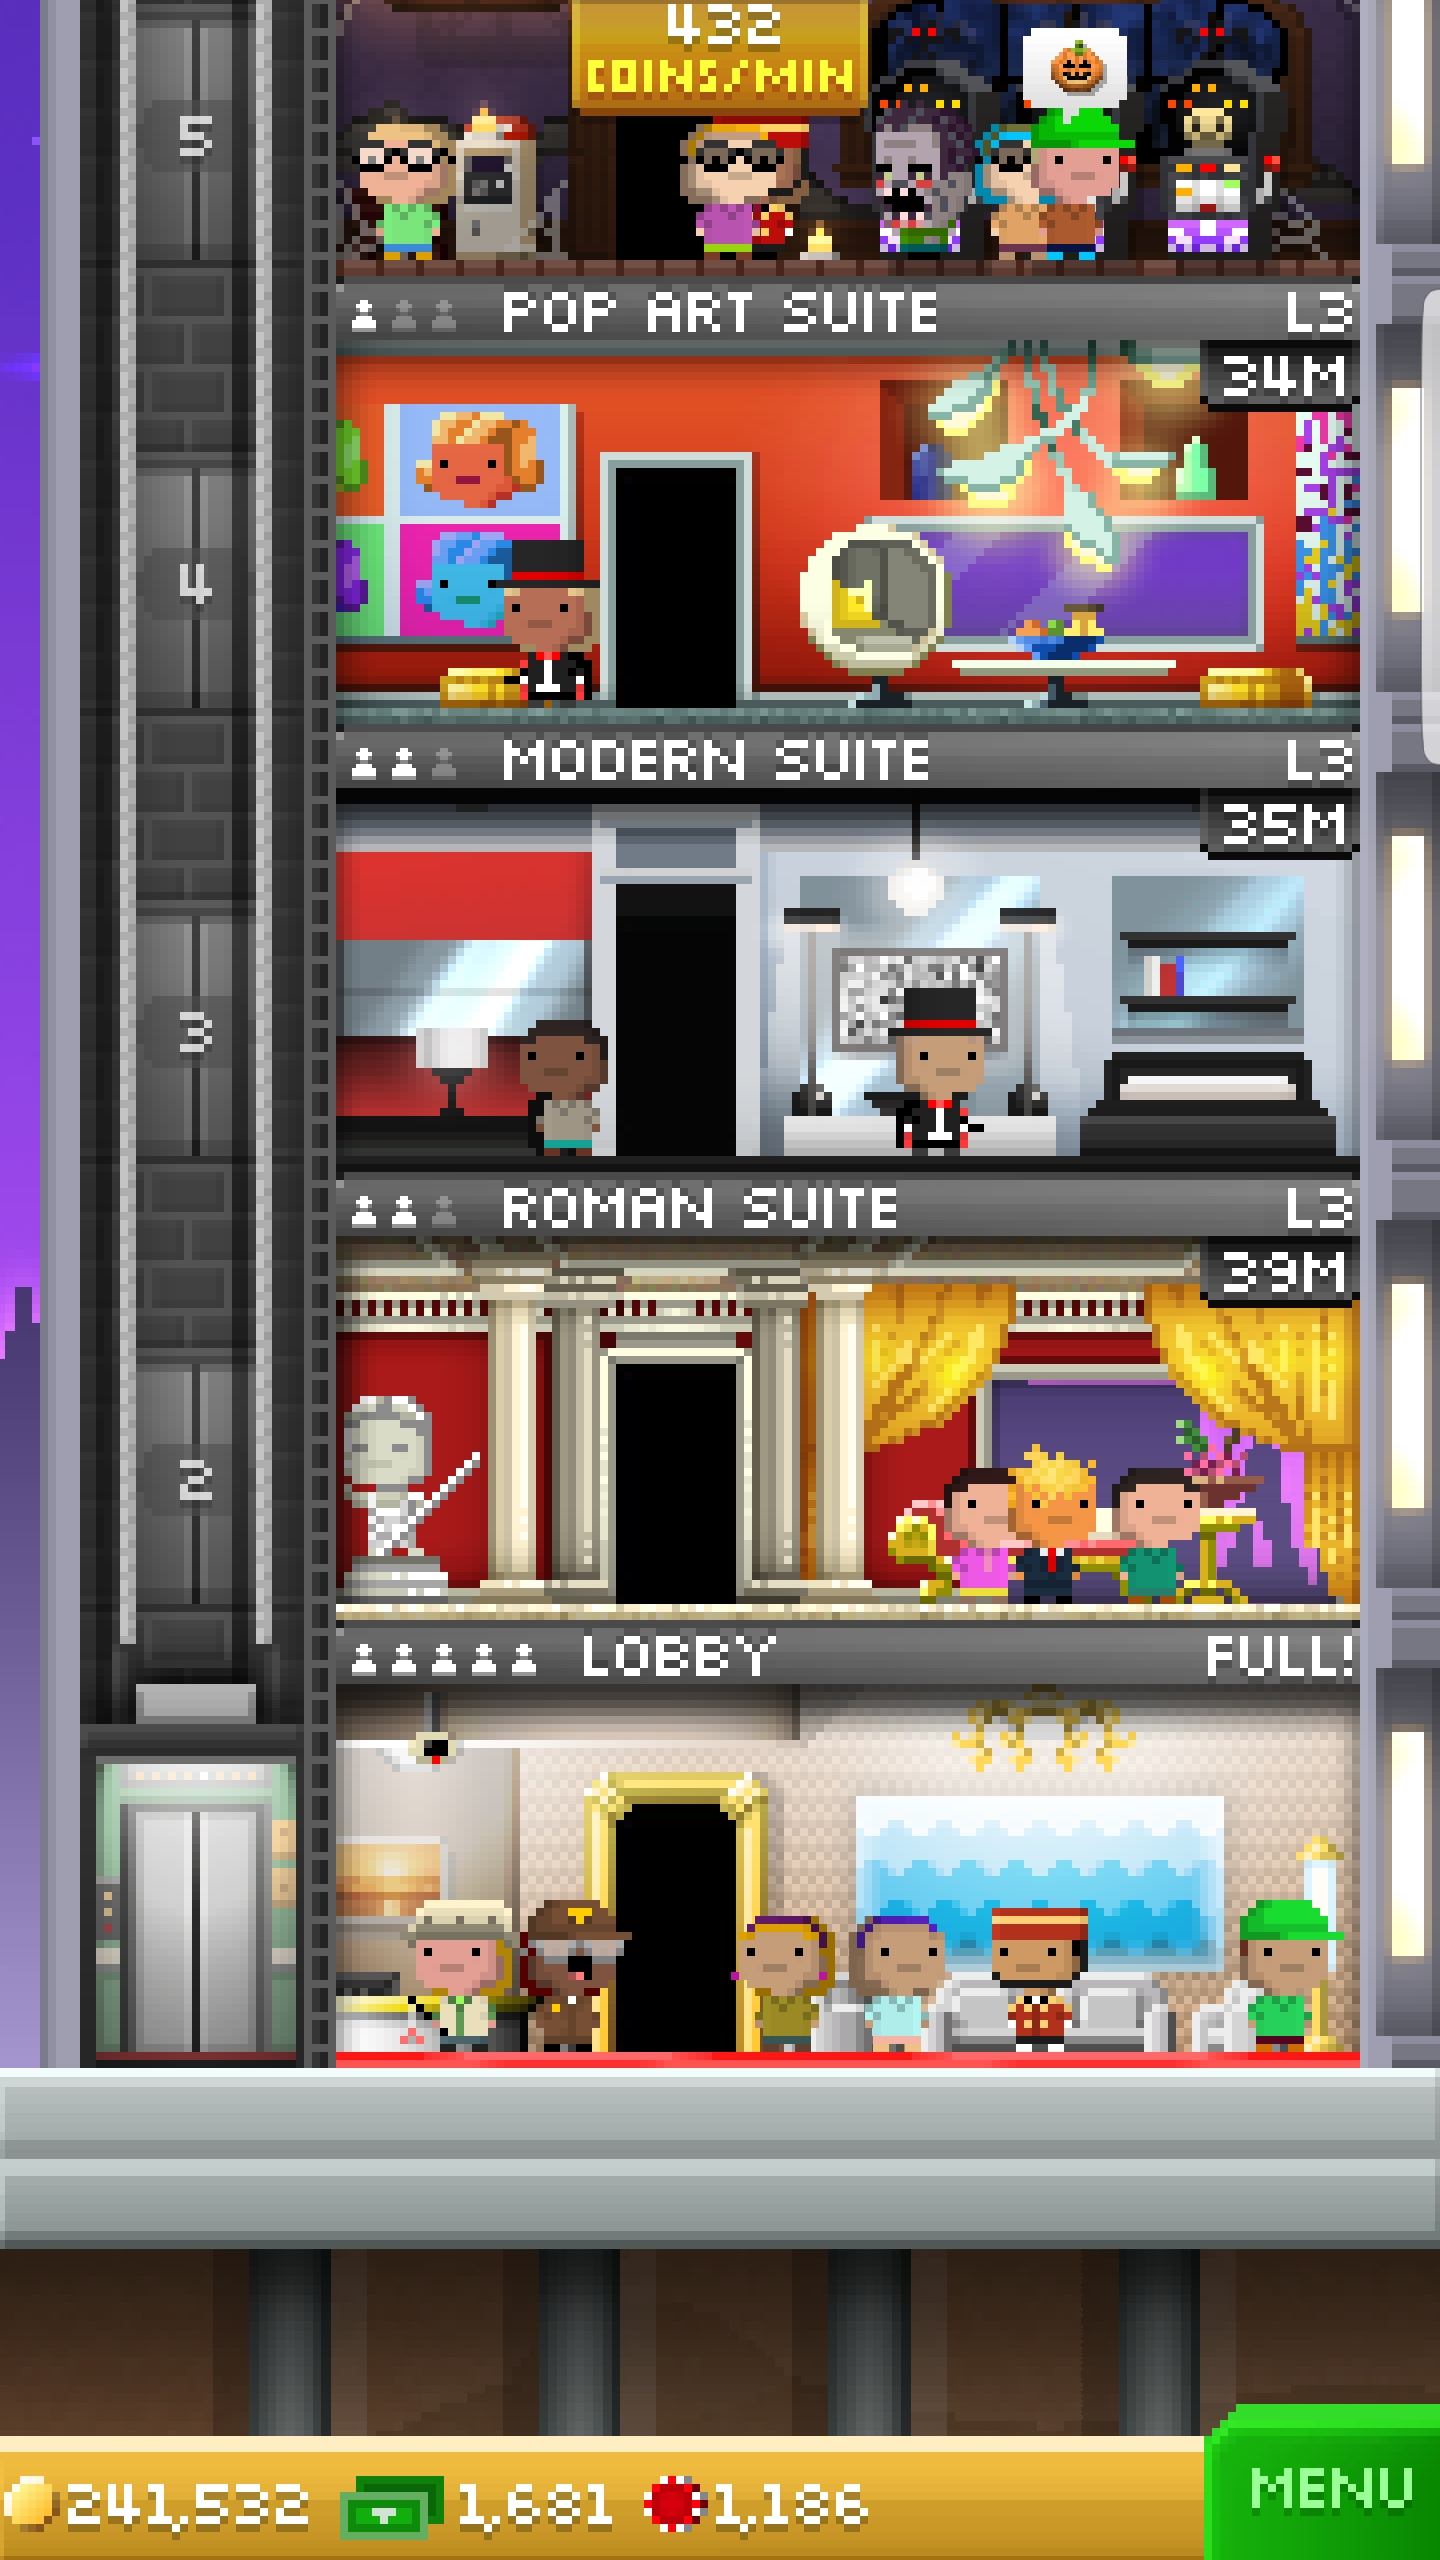 432
COINS/MIN
5
POP ART SUITE L3
34M
4
MODERN SUITE L3
35M
3
ROMAN SUITE L3
39M
2
LOBBY FULL!
241,532 1,681 1,186 MENU